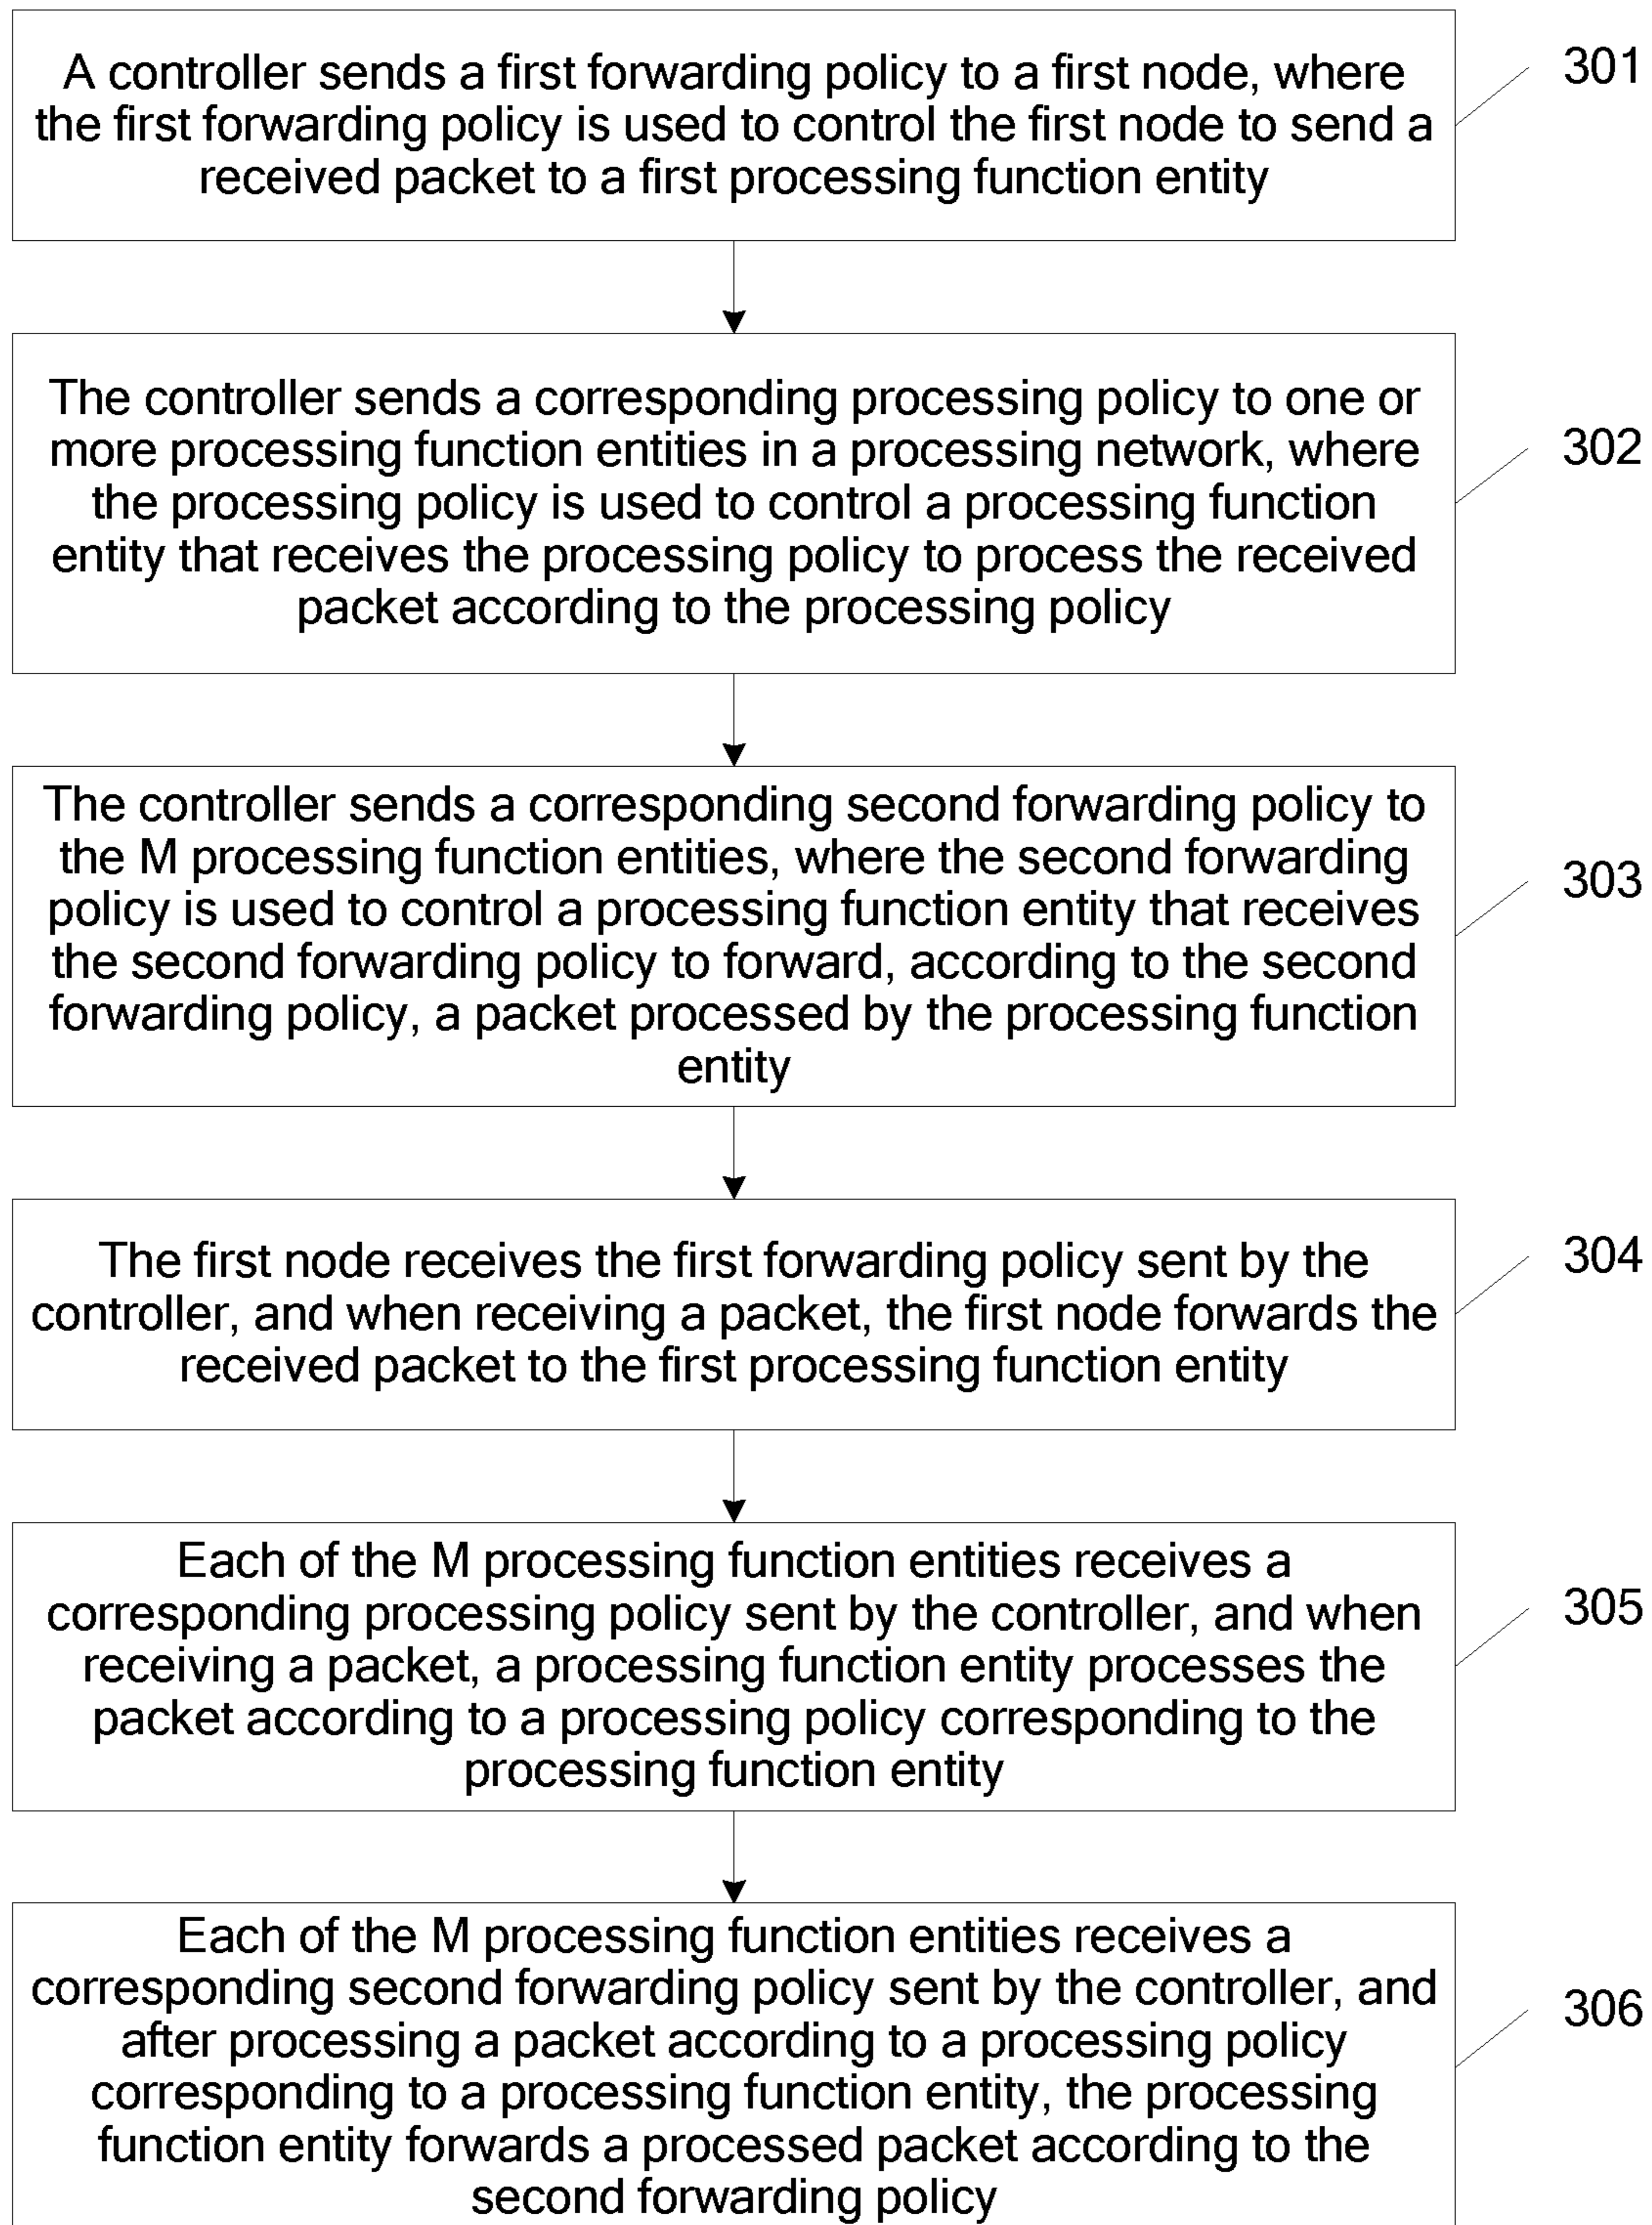 A controller sends a first forwarding policy to a first node, where
the first forwarding policy is used to control the first node to send a
received packet to a first processing function entity
301
The controller sends a corresponding processing policy to one or
more processing function entities in a processing network, where
the processing policy is used to control a processing function
entity that receives the processing policy to process the received
packet according to the processing policy
302
The controller sends a corresponding second forwarding policy to
the M processing function entities, where the second forwarding
policy is used to control a processing function entity that receives
the second forwarding policy to forward, according to the second
forwarding policy, a packet processed by the processing function
entity
303
The first node receives the first forwarding policy sent by the
controller, and when receiving a packet, the first node forwards the
received packet to the first processing function entity
304
Each of the M processing function entities receives a
corresponding processing policy sent by the controller, and when
receiving a packet, a processing function entity processes the
packet according to a processing policy corresponding to the
processing function entity
305
Each of the M processing function entities receives a
corresponding second forwarding policy sent by the controller, and
after processing a packet according to a processing policy
corresponding to a processing function entity, the processing
function entity forwards a processed packet according to the
second forwarding policy
306